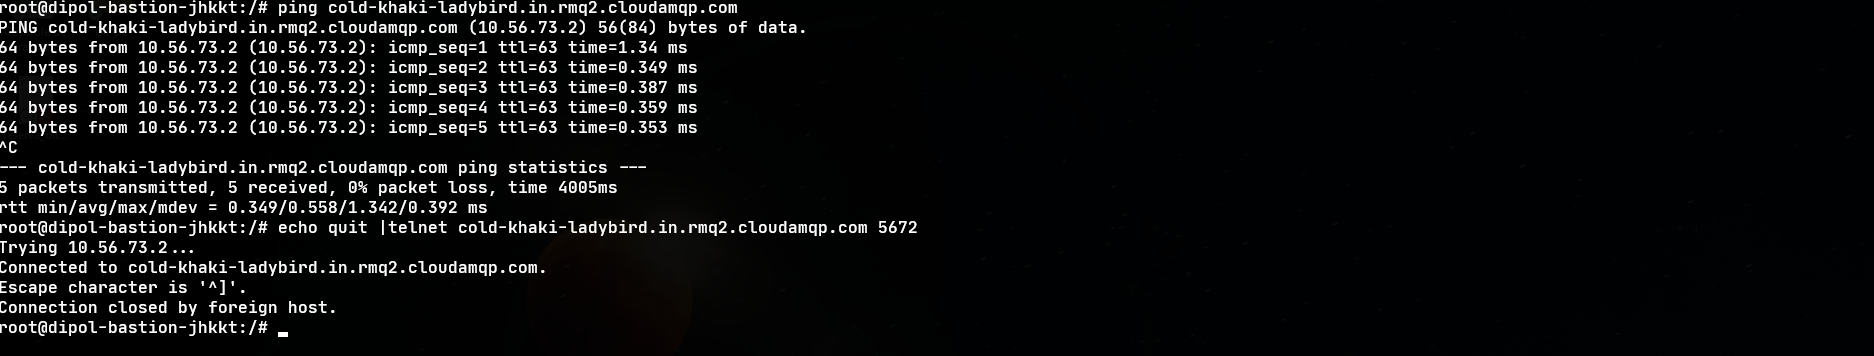 root@dipol-bastion-jhkkt:/# ping cold-khaki-ladybird.in.rmq2.cloudamqp.com
PING cold-khaki-ladybird.in.rmq2.cloudamqp.com (10.56.73.2) 56(84) bytes of data.
64 bytes from 10.56.73.2 (10.56.73.2): icmp_seq=1 ttl=63 time=1.34 ms
64 bytes from 10.56.73.2 (10.56.73.2): icmp_seq=2 ttl=63 time=0.349 ms
64 bytes from 10.56.73.2 (10.56.73.2): icmp_seq=3 ttl=63 time=0.387 ms
64 bytes from 10.56.73.2 (10.56.73.2): icmp_seq=4 ttl=63 time=0.359 ms
64 bytes from 10.56.73.2 (10.56.73.2): icmp_seq=5 ttl=63 time=0.353 ms
^C
--- cold-khaki-ladybird.in.rmq2.cloudamqp.com ping statistics ---
5 packets transmitted, 5 received, 0% packet loss, time 4005ms
rtt min/avg/max/mdev = 0.349/0.558/1.342/0.392 ms
root@dipol-bastion-jhkkt:/# echo quit |telnet cold-khaki-ladybird.in.rmq2.cloudamqp.com 5672
Trying 10.56.73.2...
Connected to cold-khaki-ladybird.in.rmq2.cloudamqp.com.
Escape character is '^]'.
Connection closed by foreign host.
root@dipol-bastion-jhkkt:/#